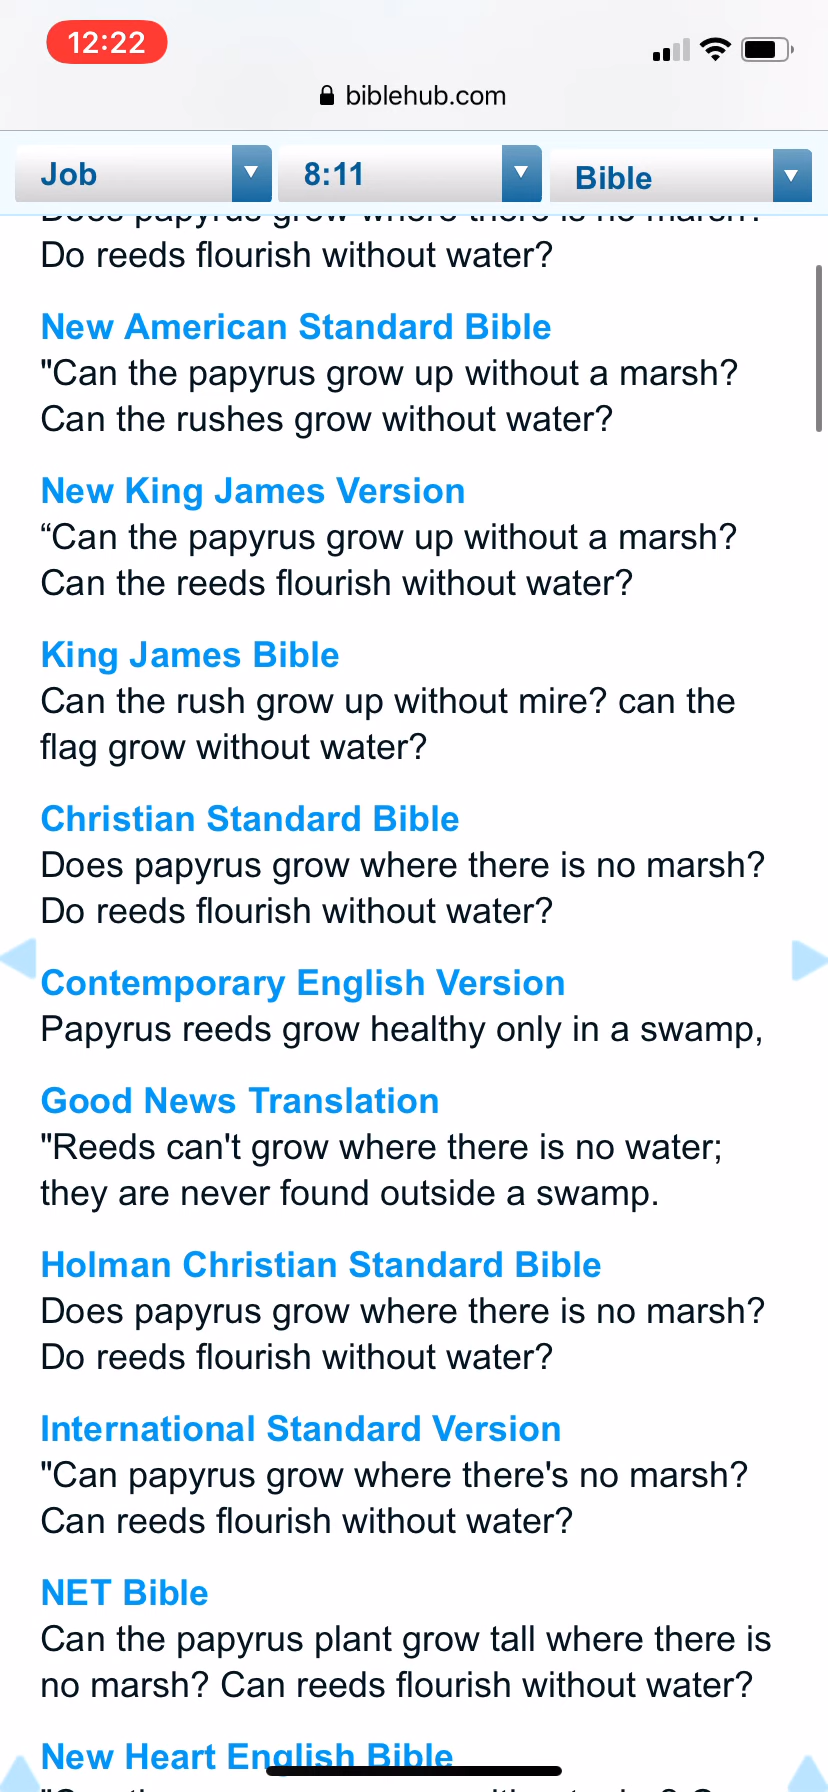 12:22
biblehub.com
Job 8:11 Bible
Do reeds flourish without water?
New American Standard Bible
"Can the papyrus grow up without a marsh?
Can the rushes grow without water?
New King James Version
“Can the papyrus grow up without a marsh?
Can the reeds flourish without water?
King James Bible
Can the rush grow up without mire? can the
flag grow without water?
Christian Standard Bible
Does papyrus grow where there is no marsh?
Do reeds flourish without water?
Contemporary English Version
Papyrus reeds grow healthy only in a swamp,
Good News Translation
"Reeds can't grow where there is no water;
they are never found outside a swamp.
Holman Christian Standard Bible
Does papyrus grow where there is no marsh?
Do reeds flourish without water?
International Standard Version
"Can papyrus grow where there's no marsh?
Can reeds flourish without water?
NET Bible
Can the papyrus plant grow tall where there is
no marsh? Can reeds flourish without water?
New Heart English Bible